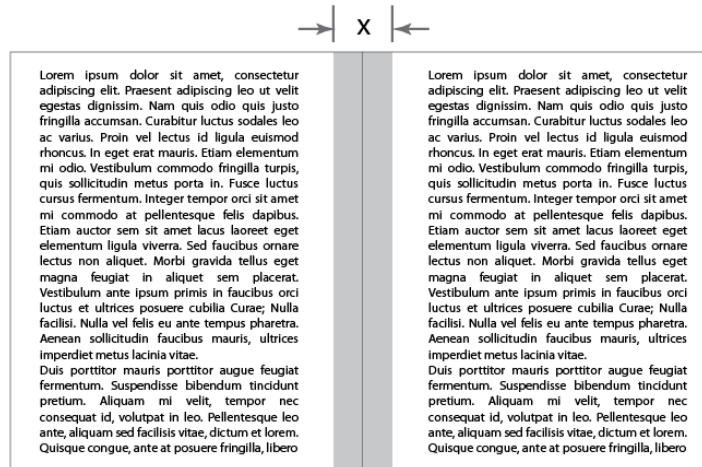 X
Lorem ipsum dolor sit amet, consectetur
adipiscing elit. Praesent adipiscing leo ut velit
egestas dignissim. Nam quis odio quis justo
fringilla accumsan. Curabitur luctus sodales leo
ac varius. Proin vel lectus id ligula euismod
rhoncus. In eget erat mauris. Etiam elementum
mi odio. Vestibulum commodo fringilla turpis,
quis sollicitudin metus porta in. Fusce luctus
cursus fermentum. Integer tempor orci sit amet
mi commodo at pellentesque felis dapibus.
Etiam auctor sem sit amet lacus laoreet eget
elementum ligula viverra. Sed faucibus ornare
lectus non aliquet. Morbi gravida tellus eget
magna feugiat in aliquet sem placerat.
Vestibulum ante ipsum primis in faucibus orci
luctus et ultrices posuere cubilia Curae; Nulla
facilisi. Nulla vel felis eu ante tempus pharetra.
Aenean sollicitudin faucibus mauris, ultrices
imperdiet metus lacinia vitae.
Duis porttitor mauris porttitor augue feugiat
fermentum. Suspendisse bibendum tincidunt
pretium. Aliquam mi velit, tempor nec
consequat id, volutpat in leo. Pellentesque leo
ante, aliquam sed facilisis vitae, dictum et lorem.
Quisque congue, ante at posuere fringilla, libero
Lorem ipsum dolor sit amet, consectetur
adipiscing elit. Praesent adipiscing leo ut velit
egestas dignissim. Nam quis odio quis justo
fringilla accumsan. Curabitur luctus sodales leo
ac varius. Proin vel lectus id ligula euismod
rhoncus. In eget erat mauris. Etiam elementum
mi odio. Vestibulum commodo fringilla turpis,
quis sollicitudin metus porta in. Fusce luctus
cursus fermentum. Integer tempor orci sit amet
mi commodo at pellentesque felis dapibus.
Etiam auctor sem sit amet lacus laoreet eget
elementum ligula viverra. Sed faucibus ornare
lectus non aliquet. Morbi gravida tellus eget
magna feugiat in aliquet sem placerat.
Vestibulum ante ipsum primis in faucibus orci
luctus et ultrices posuere cubilia Curae; Nulla
facilisi. Nulla vel felis eu ante tempus pharetra.
Aenean sollicitudin faucibus mauris, ultrices
imperdiet metus lacinia vitae.
Duis porttitor mauris porttitor augue feugiat
fermentum. Suspendisse bibendum tincidunt
pretium. Aliquam mi velit, tempor nec
consequat id, volutpat in leo. Pellentesque leo
ante, aliquam sed facilisis vitae, dictum et lorem.
Quisque congue, ante at posuere fringilla, libero